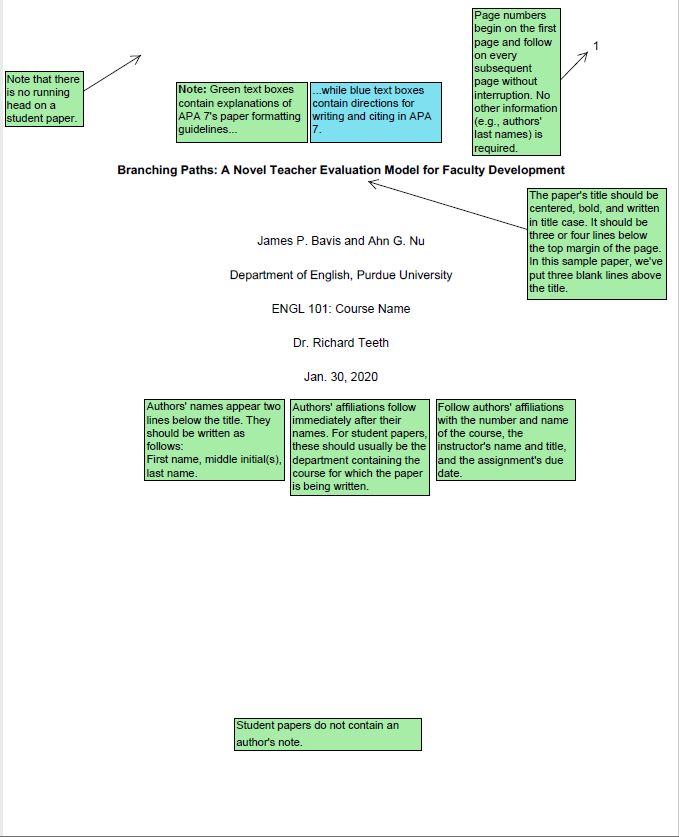 Page numbers
begin on the first
page and follow
on every
subsequent
page without
interruption. No
other information
(e.g., authors'
last names) is
required.
1
Note that there
is no running
head on a
student paper.
Note: Green text boxes
contain explanations of
APA 7's paper formatting
guidelines...
...while blue text boxes
contain directions for
writing and citing in APA
7.
Branching Paths: A Novel Teacher Evaluation Model for Faculty Development
The paper's title should be
centered, bold, and written
in title case. It should be
three or four lines below
the top margin of the page.
In this sample paper, we've
put three blank lines above
the title.
James P. Bavis and Ahn G. Nu
Department of English, Purdue University
ENGL 101: Course Name
Dr. Richard Teeth
Jan. 30, 2020
Authors' names appear two
lines below the title. They
should be written as
follows:
First name, middle initial(s),
last name.
Authors' affiliations follow
immediately after their
names. For student papers,
these should usually be the
department containing the
course for which the paper
is being written.
Follow authors' affiliations
with the number and name
of the course, the
instructor's name and title,
and the assignment's due
date.
Student papers do not contain an
author's note.